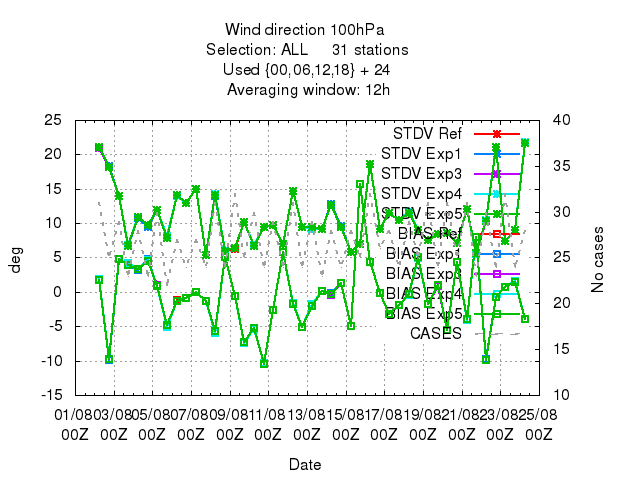 Wind direction 100hPa
Selection: ALL 31 stations
Used {00,06,12,18} + 24
Averaging window: 12h
25
20
15
10
5
0
-5
-10
-15
deg
40
35
30
25
20
15
10
No cases
STDV Ref
STDV Exp1
STDV Exp3
STDV Exp4
STDV Exp5
BIAS Ref
BIAS Exp1
BIAS Exp3
BIAS Exp4
BIAS Exp5
CASES
01/08 03/08 05/08 07/08 09/08 11/08 13/08 15/08 17/08 19/08 21/08 23/08 25/08
00Z 00Z 00Z 00Z 00Z 00Z 00Z 00Z 00Z 00Z 00Z 00Z 00Z
Date